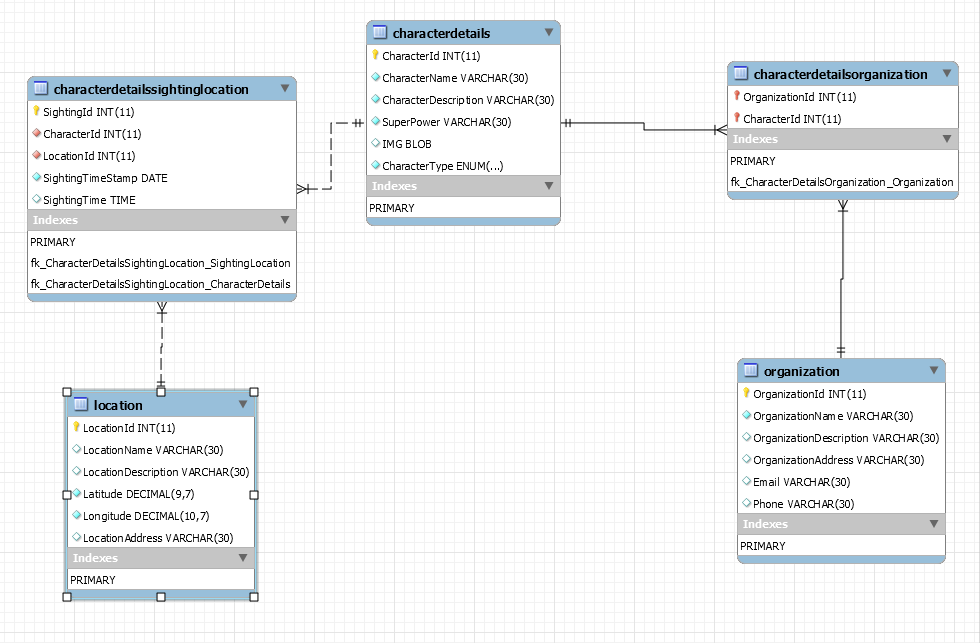 characterdetails
CharacterId INT(11)
CharacterName VARCHAR(30)
CharacterDescription VARCHAR(30)
SuperPower VARCHAR(30)
IMG BLOB
CharacterType ENUM(...)
Indexes
PRIMARY
characterdetailssightinglocation
SightingId INT(11)
CharacterId INT(11)
LocationId INT(11)
SightingTimeStamp DATE
SightingTime TIME
Indexes
PRIMARY
fk_CharacterDetailsSightingLocation_SightingLocation
fk_CharacterDetailsSightingLocation_CharacterDetails
characterdetailsorganization
OrganizationId INT(11)
CharacterId INT(11)
Indexes
PRIMARY
fk_CharacterDetailsOrganization_Organization
location
LocationId INT(11)
LocationName VARCHAR(30)
LocationDescription VARCHAR(30)
Latitude DECIMAL(9,7)
Longitude DECIMAL(10,7)
LocationAddress VARCHAR(30)
Indexes
PRIMARY
organization
OrganizationId INT(11)
OrganizationName VARCHAR(30)
OrganizationDescription VARCHAR(30)
OrganizationAddress VARCHAR(30)
Email VARCHAR(30)
Phone VARCHAR(30)
Indexes
PRIMARY